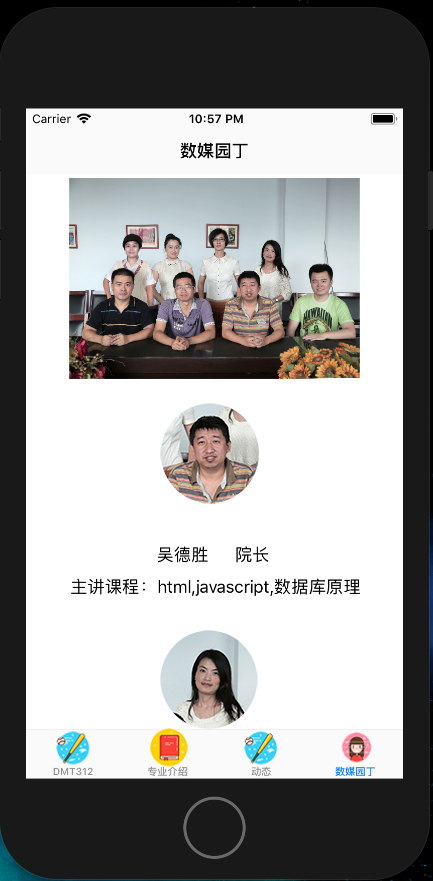 Carrier 10:57 PM
数媒园丁
HAWAIIAN
吴德胜 院长
主讲课程：html,javascript,数据库原理
DMT312 专业介绍 动态 数媒园丁